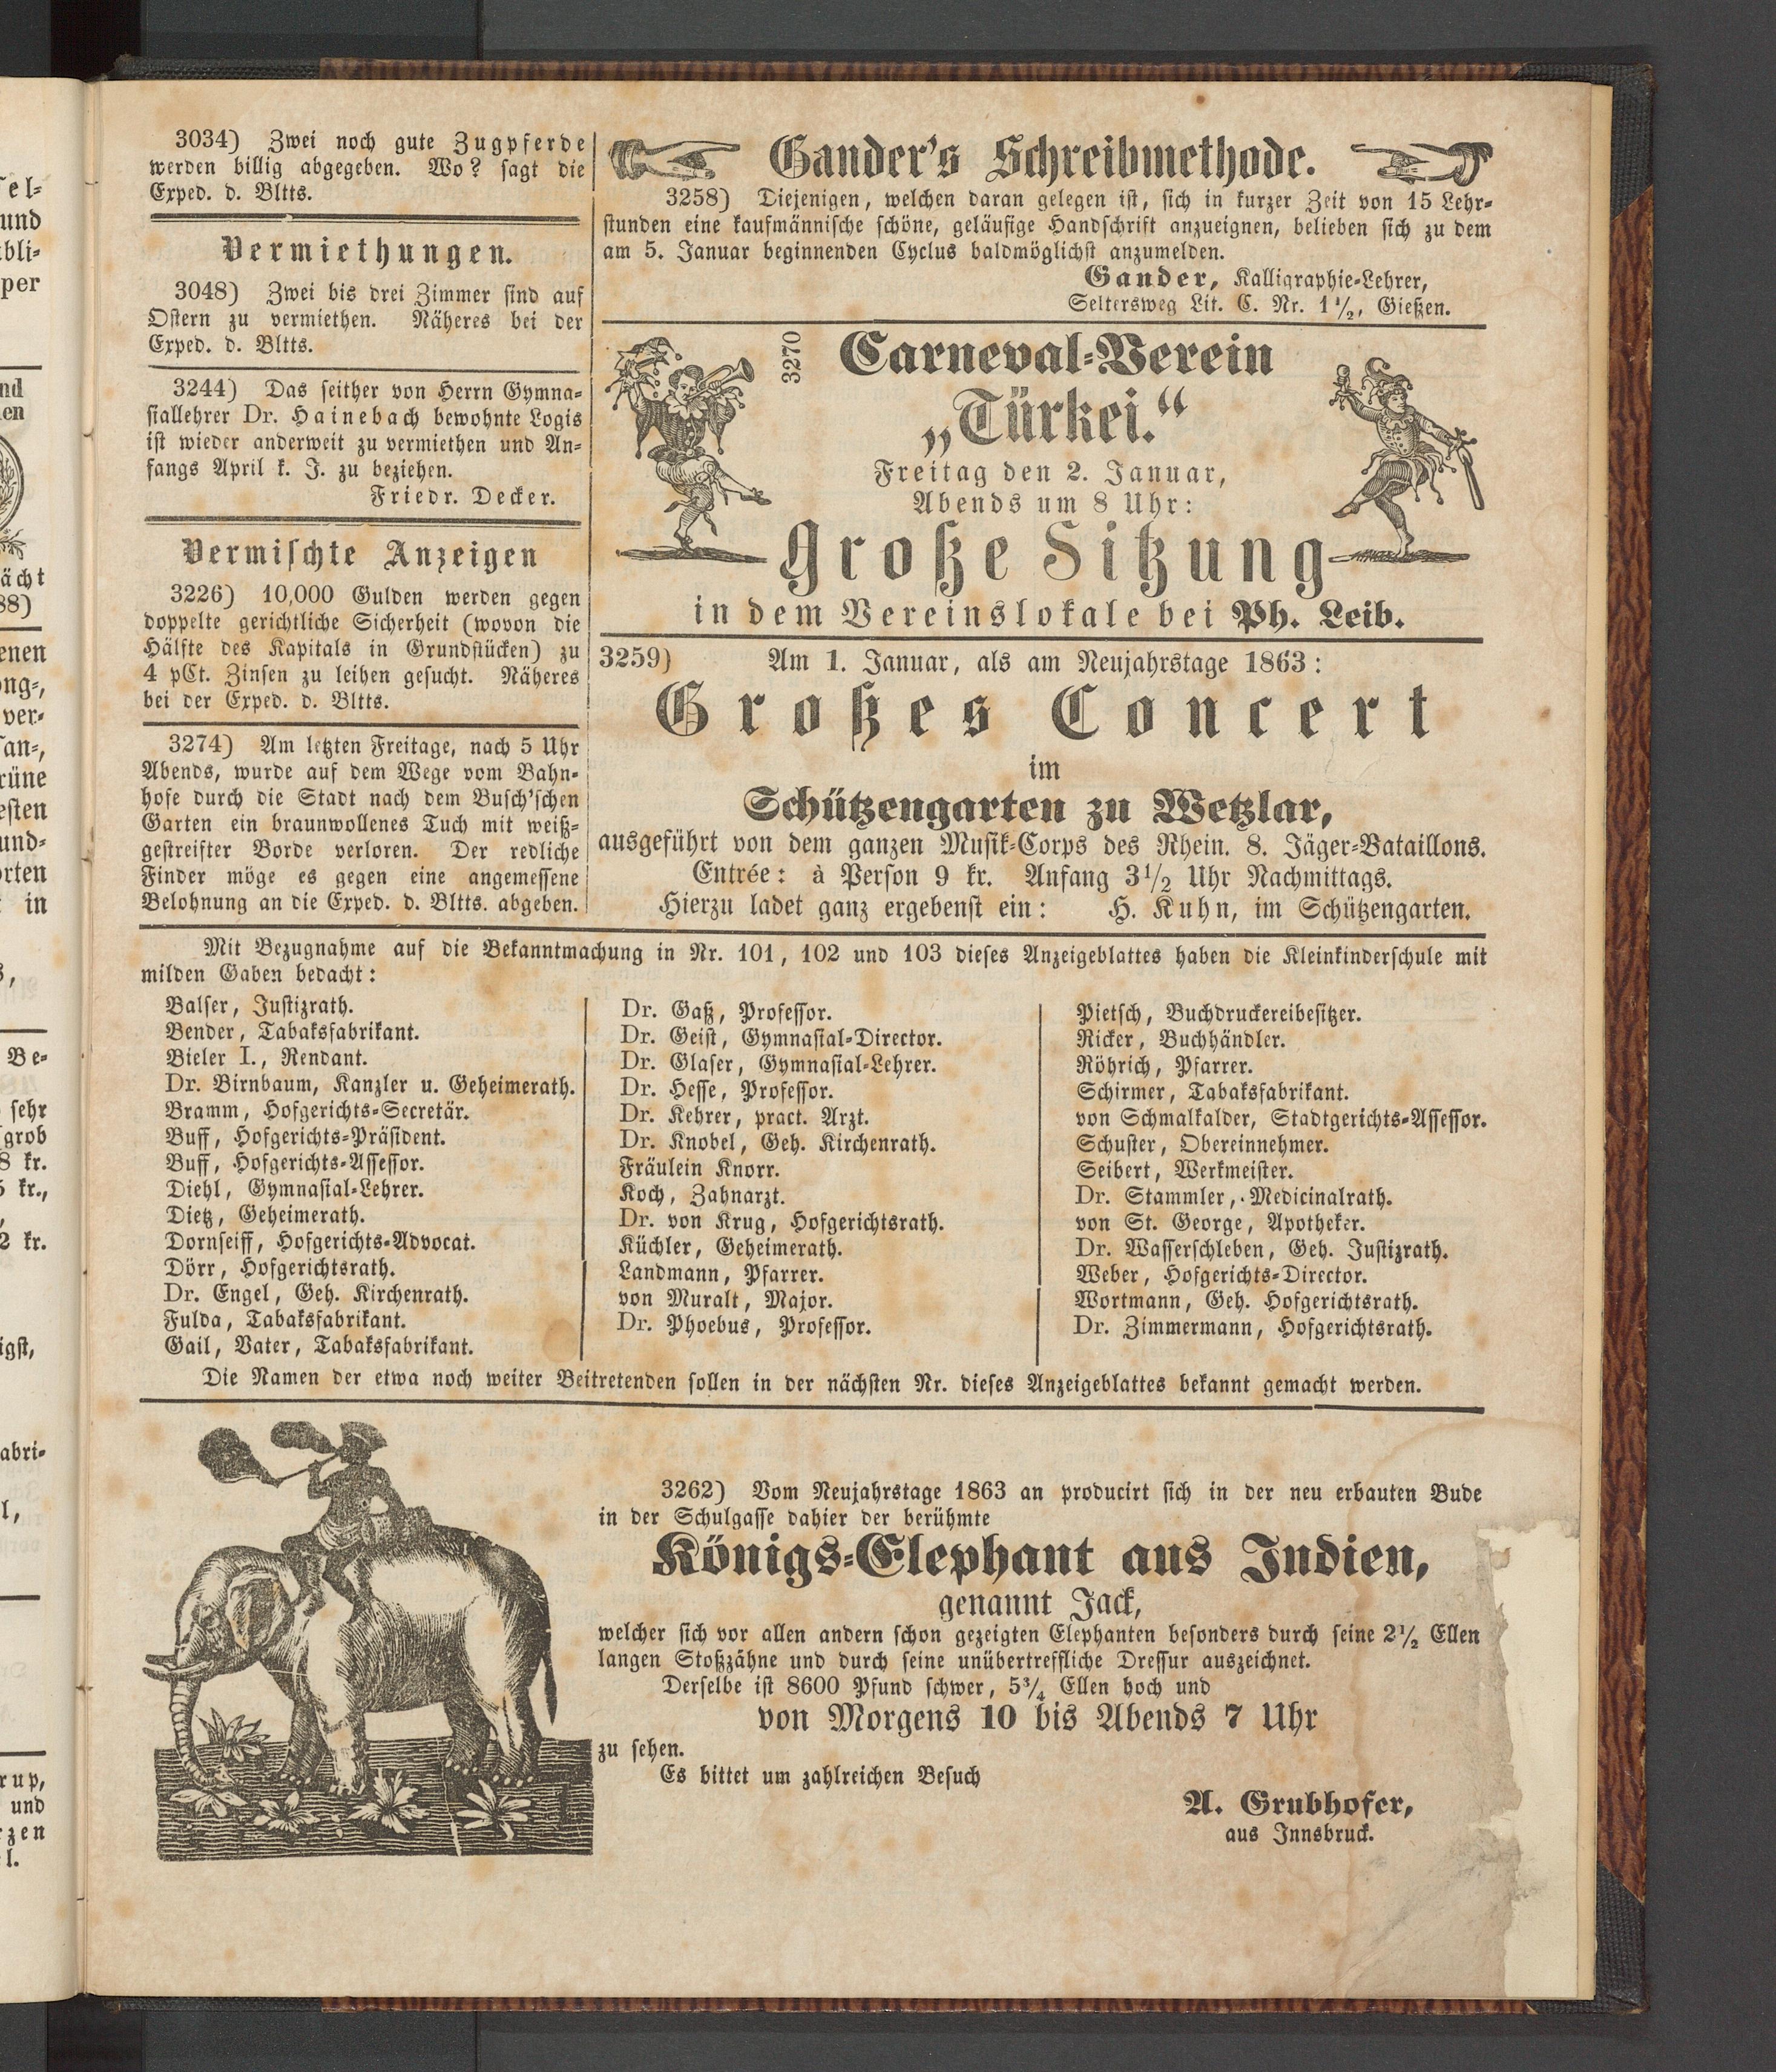 3034) Zwei noch gute Zugpferde
werden billig abgegeben. Wo? sagt die
Exped. d. Bltts.
Vermiethungen.
3048) Zwei bis drei Zimmer sind auf
Ostern zu vermiethen. Näheres bei der
Exped. d. Bltts.
3244) Das seither von Herrn Gymna-
siallehrer Dr. Hainebach bewohnte Logis
ist wieder anderweit zu vermiethen und An-
fangs April k. J. zu beziehen.
Friedr. Decker.
Vermischte Anzeigen
3226) 10,000 Gulden werden gegen
doppelte gerichtliche Sicherheit (wovon die
Hälfte des Kapitals in Grundstücken) zu
4 pCt. Zinsen zu leihen gesucht. Näheres
bei der Exped. d. Bltts.
3274) Am letzten Freitage, nach 5 Uhr
Abends, wurde auf dem Wege vom Bahn-
hofe durch die Stadt nach dem Busch'schen
Garten ein braunwollenes Tuch mit weiß-
gestreifter Borde verloren. Der redliche
Finder möge es gegen eine angemessene
Belohnung an die Exped. d. Bltts. abgeben.
Gander's Schreibmethode.
3258) Diejenigen, welchen daran gelegen ist, sich in kurzer Zeit von 15 Lehr-
stunden eine kaufmännische schöne, geläufige Handschrift anzueignen, belieben sich zu dem
am 5. Januar beginnenden Cyclus baldmöglichst anzumelden.
Gander, Kalligraphie-Lehrer,
Seltersweg Lit. C. Nr. 1 1/2, Gießen.
3270
Carneval-Verein
„Türkei.“
Freitag den 2. Januar,
Abends um 8 Uhr:
Große Sitzung
in dem Vereinslokale bei Ph. Leib.
3259) Am 1. Januar, als am Neujahrstage 1863:
Großes Concert
im
Schützengarten zu Wetzlar,
ausgeführt von dem ganzen Musik-Corps des Rhein. 8. Jäger-Bataillons.
Entrée: à Person 9 kr. Anfang 3 1/2 Uhr Nachmittags.
Hierzu ladet ganz ergebenst ein: H. Kuhn, im Schützengarten.
Mit Bezugnahme auf die Bekanntmachung in Nr. 101, 102 und 103 dieses Anzeigeblattes haben die Kleinkinderschule mit
milden Gaben bedacht:
Balser, Justizrath.
Bender, Tabaksfabrikant.
Bieler I., Rendant.
Dr. Birnbaum, Kanzler u. Geheimerath.
Bramm, Hofgerichts-Secretär.
Buff, Hofgerichts-Präsident.
Buff, Hofgerichts-Assessor.
Diehl, Gymnasial-Lehrer.
Dietz, Geheimerath.
Dornseiff, Hofgerichts-Advocat.
Dörr, Hofgerichtsrath.
Dr. Engel, Geh. Kirchenrath.
Fulda, Tabaksfabrikant.
Gail, Vater, Tabaksfabrikant.
Dr. Gaß, Professor.
Dr. Geist, Gymnasial-Director.
Dr. Glaser, Gymnasial-Lehrer.
Dr. Hesse, Professor.
Dr. Kehrer, pract. Arzt.
Dr. Knobel, Geh. Kirchenrath.
Fräulein Knorr.
Koch, Zahnarzt.
Dr. von Krug, Hofgerichtsrath.
Küchler, Geheimerath.
Landmann, Pfarrer.
von Muralt, Major.
Dr. Phoebus, Professor.
Pietsch, Buchdruckereibesitzer.
Ricker, Buchhändler.
Röhrich, Pfarrer.
Schirmer, Tabaksfabrikant.
von Schmalkalder, Stadtgerichts-Assessor.
Schuster, Obereinnehmer.
Seibert, Werkmeister.
Dr. Stammler, Medicinalrath.
von St. George, Apotheker.
Dr. Wasserschleben, Geh. Justizrath.
Weber, Hofgerichts-Director.
Wortmann, Geh. Hofgerichtsrath.
Dr. Zimmermann, Hofgerichtsrath.
Die Namen der etwa noch weiter Beitretenden sollen in der nächsten Nr. dieses Anzeigeblattes bekannt gemacht werden.
3262) Vom Neujahrstage 1863 an producirt sich in der neu erbauten Bude
in der Schulgasse dahier der berühmte
Königs-Elephant aus Indien,
genannt Jack,
welcher sich vor allen andern schon gezeigten Elephanten besonders durch seine 2 1/2 Ellen
langen Stoßzähne und durch seine unübertreffliche Dressur auszeichnet.
Derselbe ist 8600 Pfund schwer, 5 3/4 Ellen hoch und
von Morgens 10 bis Abends 7 Uhr
zu sehen.
Es bittet um zahlreichen Besuch
A. Grubhofer,
aus Innsbruck.